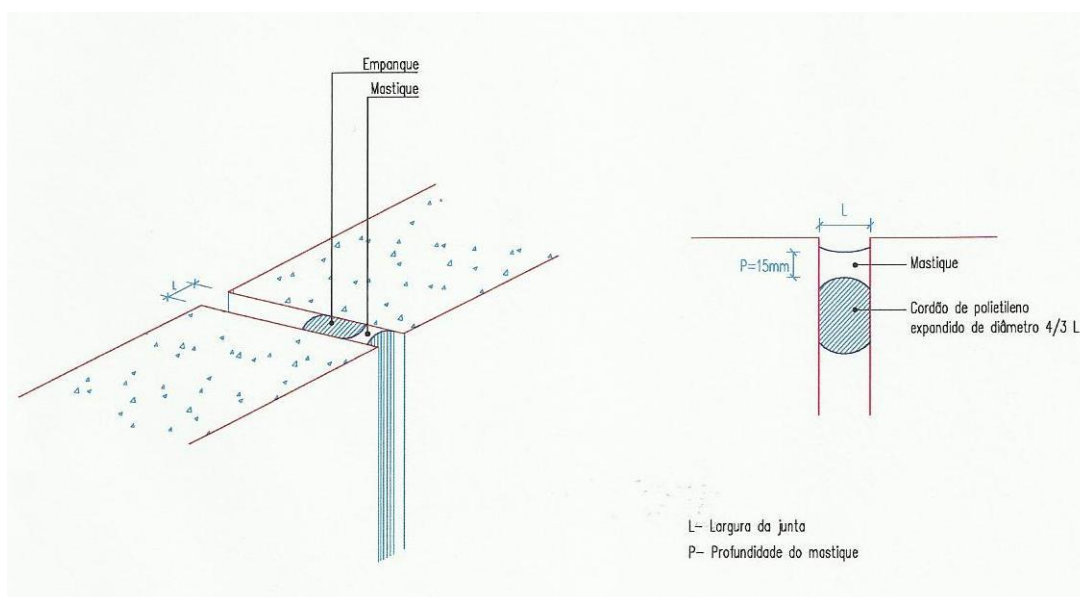 Empanque
Mastique
L
L
P=15mm
Mastique
Cordão de polietileno
expandido de diâmetro 4/3 L
L- Largura da junta
P- Profundidade do mastique